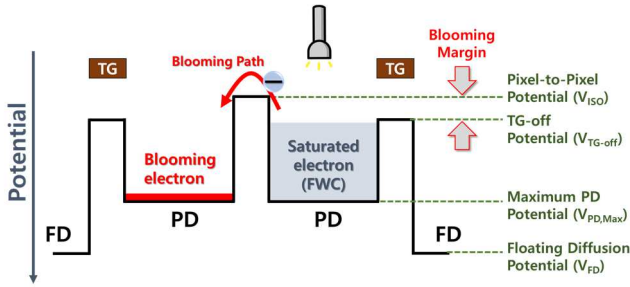 Blooming
Margin
TG
TG
Blooming Path
−
Pixel-to-Pixel
Potential (VISO)
TG-off
Potential (VTG-off)
Potential
Blooming
electron
Saturated
electron
(FWC)
Maximum PD
Potential (VPD,Max)
PD
PD
FD
FD
Floating Diffusion
Potential (VFD)